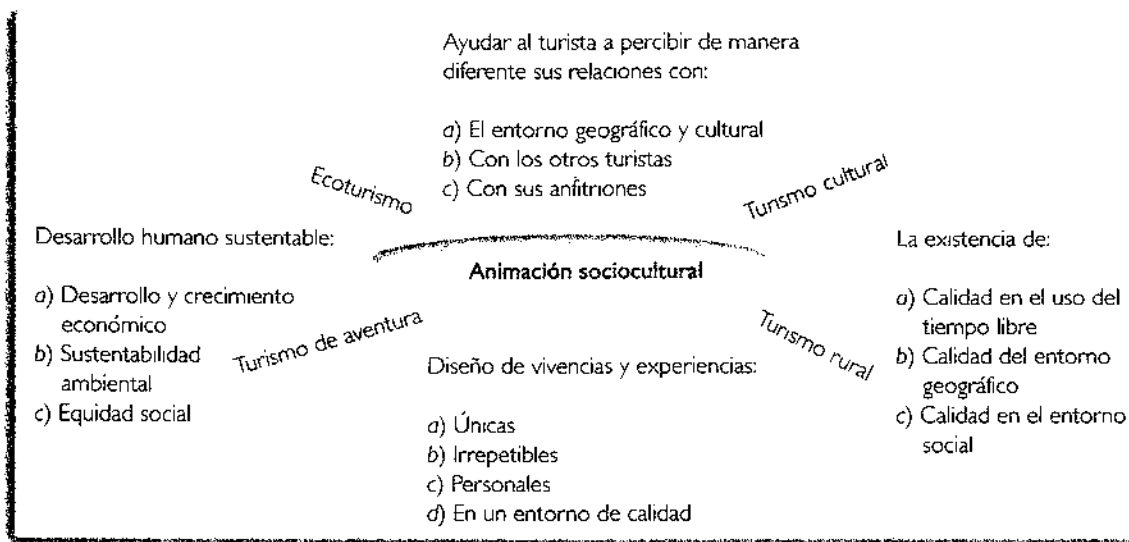 Ayudar al turista a percibir de manera
diferente sus relaciones con:
a) El entorno geográfico y cultural
b) Con los otros turistas
c) Con sus anfitriones
Ecoturismo
Turismo cultural
Desarrollo humano sustentable:
a) Desarrollo y crecimiento
económico
b) Sustentabilidad
ambiental
c) Equidad social
Animación sociocultural
La existencia de:
a) Calidad en el uso del
tiempo libre
b) Calidad del entorno
geográfico
c) Calidad en el entorno
social
Turismo de aventura
Turismo rural
Diseño de vivencias y experiencias:
a) Únicas
b) Irrepetibles
c) Personales
d) En un entorno de calidad